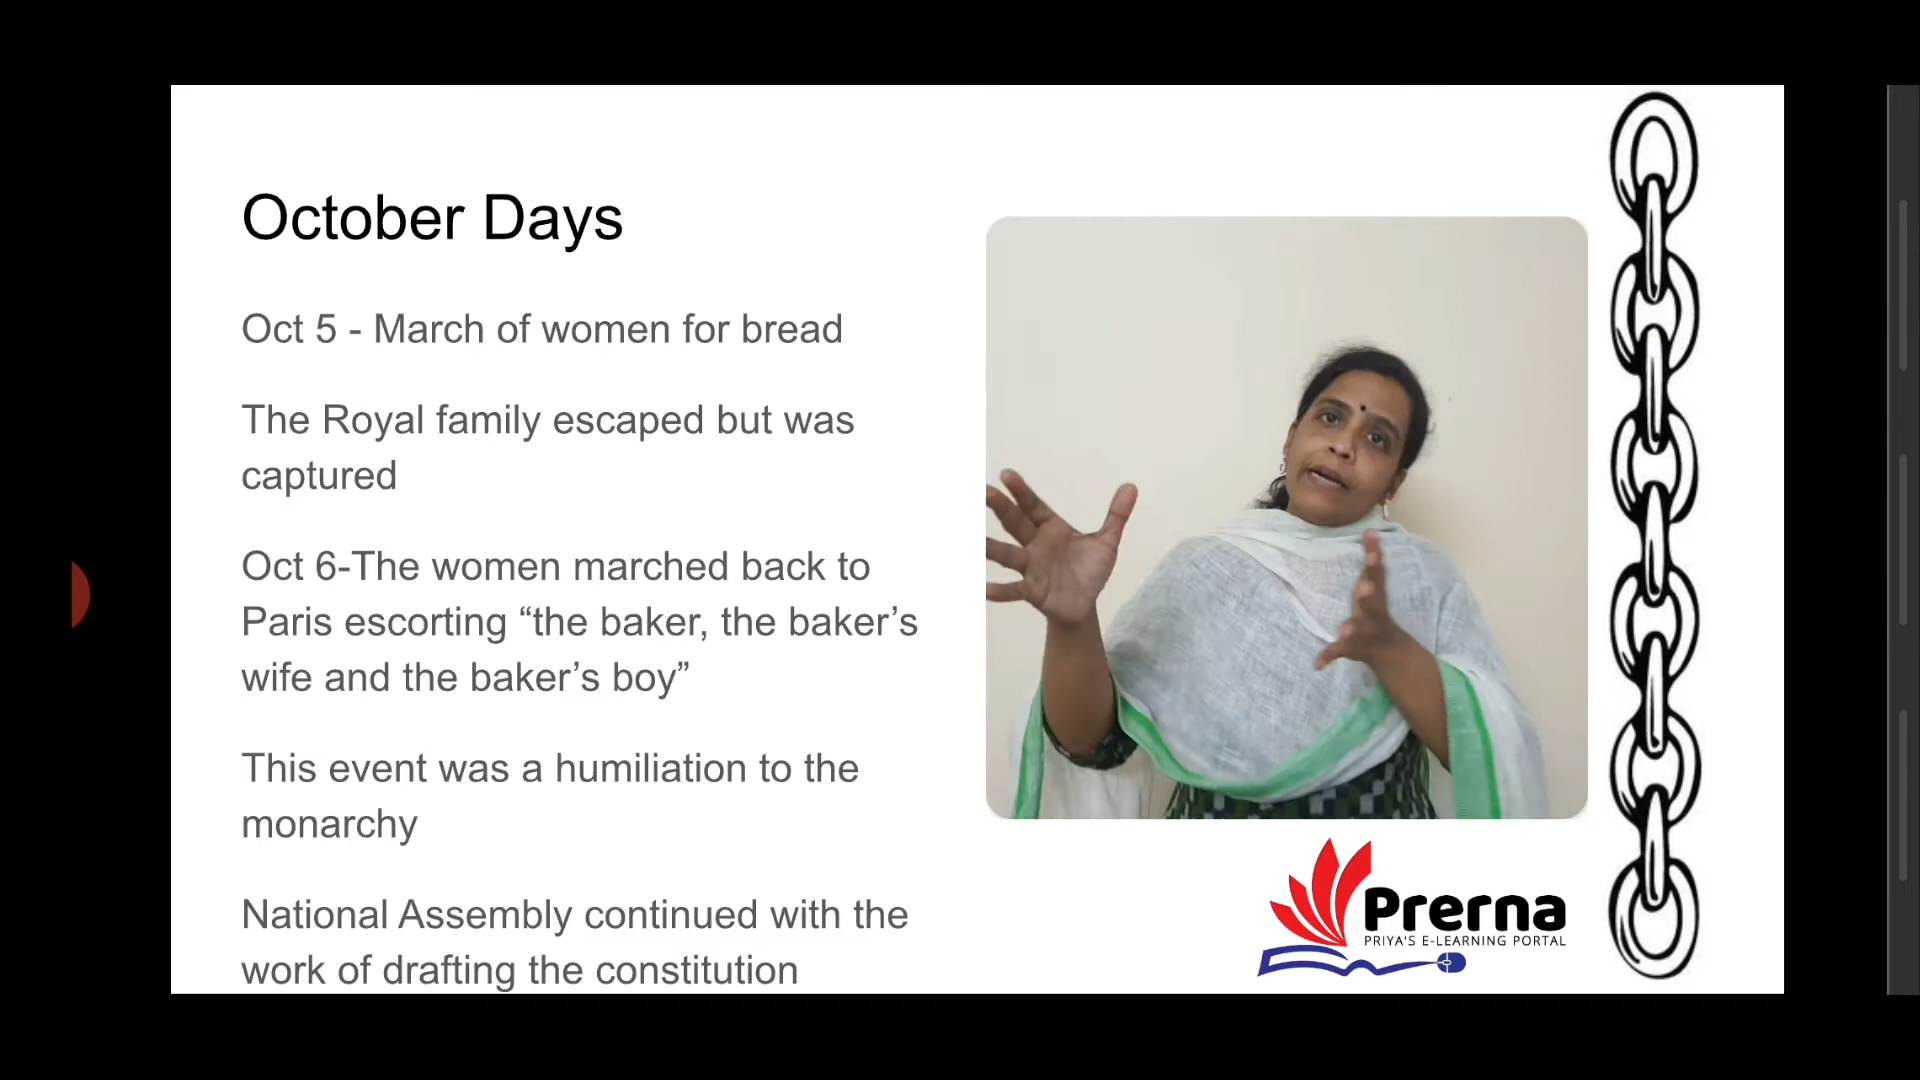 October Days
Oct 5 - March of women for bread
The Royal family escaped but was
captured
Oct 6-The women marched back to
Paris escorting “the baker, the baker’s
wife and the baker’s boy”
This event was a humiliation to the
monarchy
National Assembly continued with the
work of drafting the constitution
Prerna
PRIYA'S E-LEARNING PORTAL